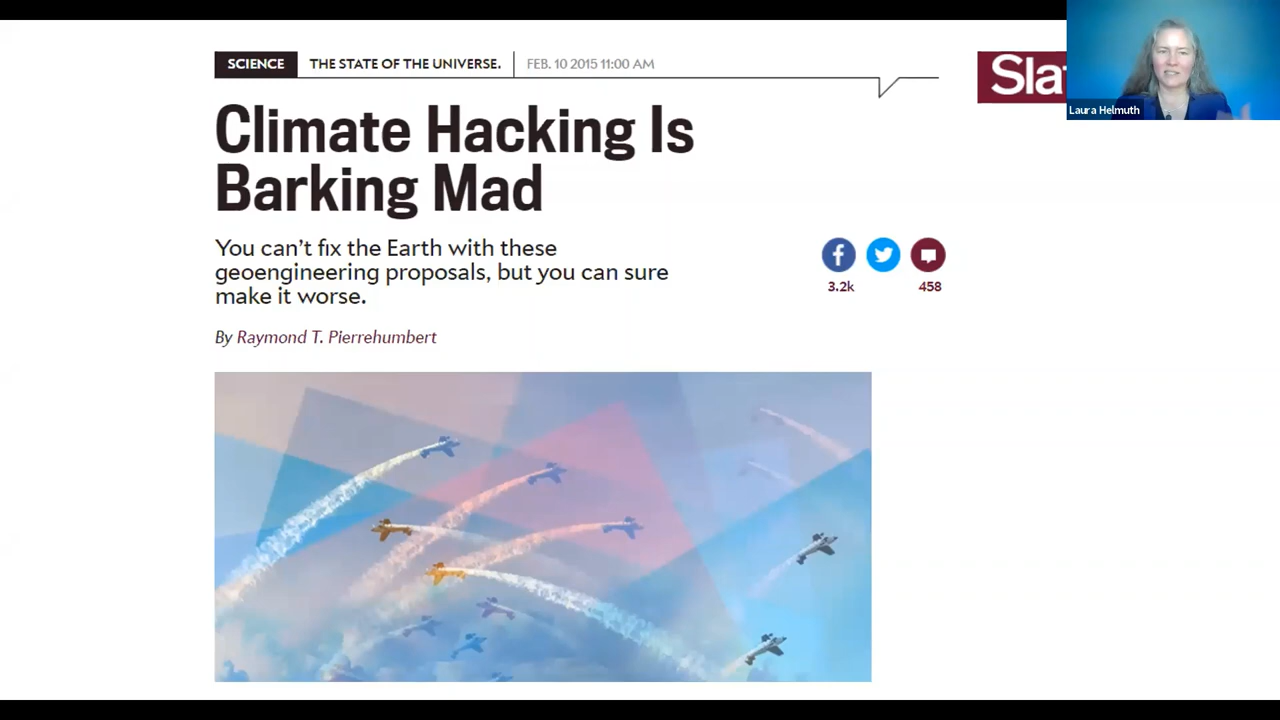 SCIENCE THE STATE OF THE UNIVERSE. FEB. 10 2015 11:00 AM
Climate Hacking Is
Barking Mad
You can't fix the Earth with these
geoengineering proposals, but you can sure
make it worse.
By Raymond T. Pierrehumbert
3.2k 458
Laura Helmuth